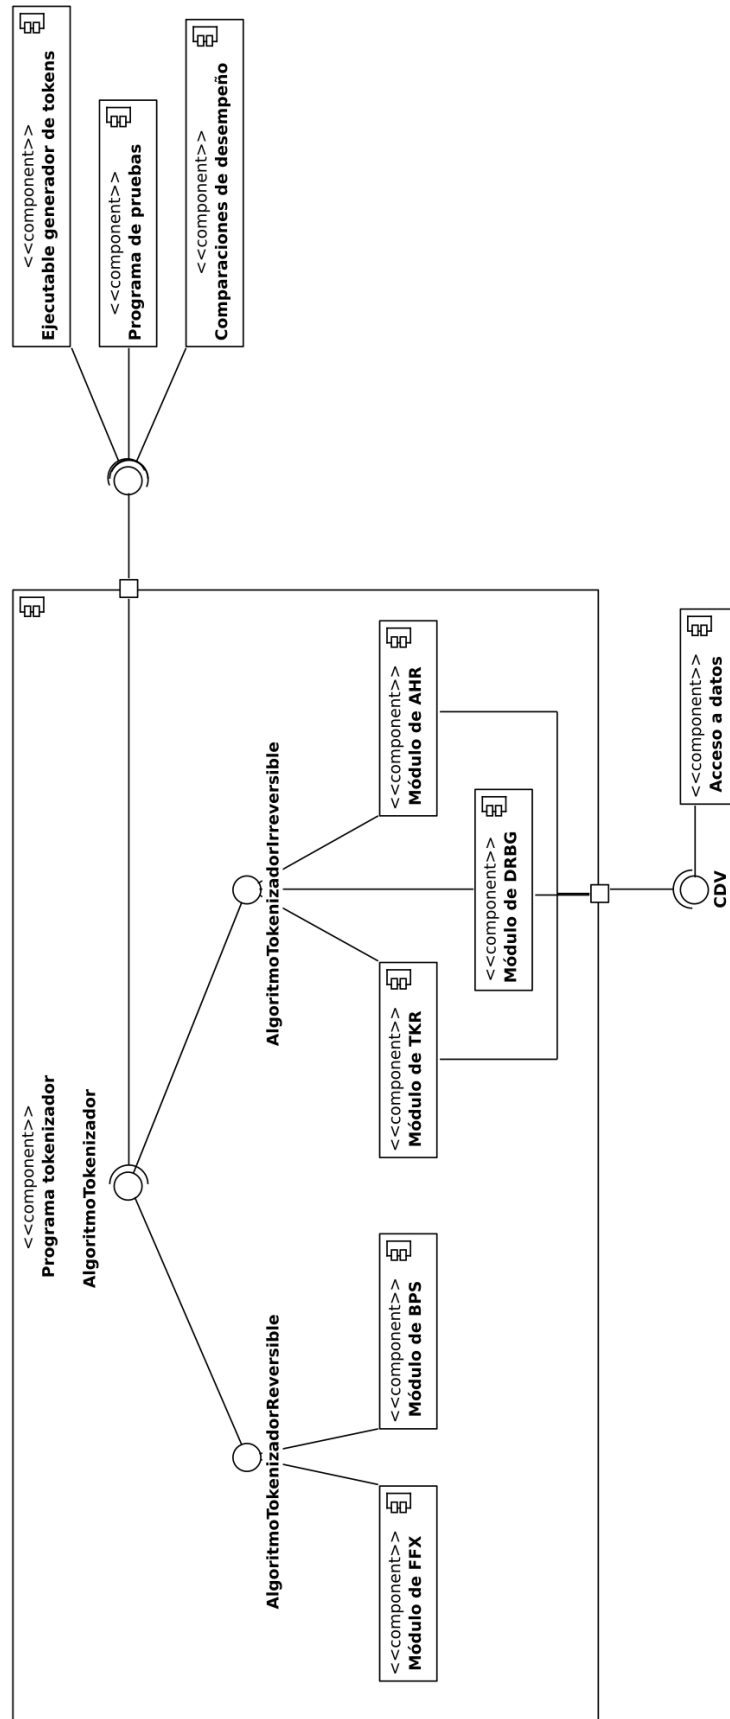 <<component>>
Programa tokenizador
AlgoritmoTokenizador
<<component>>
Ejecutable generador de tokens
<<component>>
Programa de pruebas
<<component>>
Comparaciones de desempeño
AlgoritmoTokenizadorReversible
AlgoritmoTokenizadorIrreversible
<<component>>
Módulo de FFX
<<component>>
Módulo de BPS
<<component>>
Módulo de TKR
<<component>>
Módulo de AHR
<<component>>
Módulo de DRBG
CDV
<<component>>
Acceso a datos